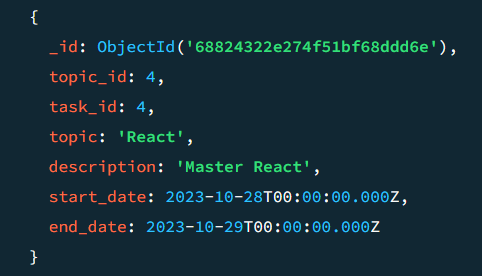 {
_id: ObjectId('68824322e274f51bf68ddd6e'),
topic_id: 4,
task_id: 4,
topic: 'React',
description: 'Master React',
start_date: 2023-10-28T00:00:00.000Z,
end_date: 2023-10-29T00:00:00.000Z
}